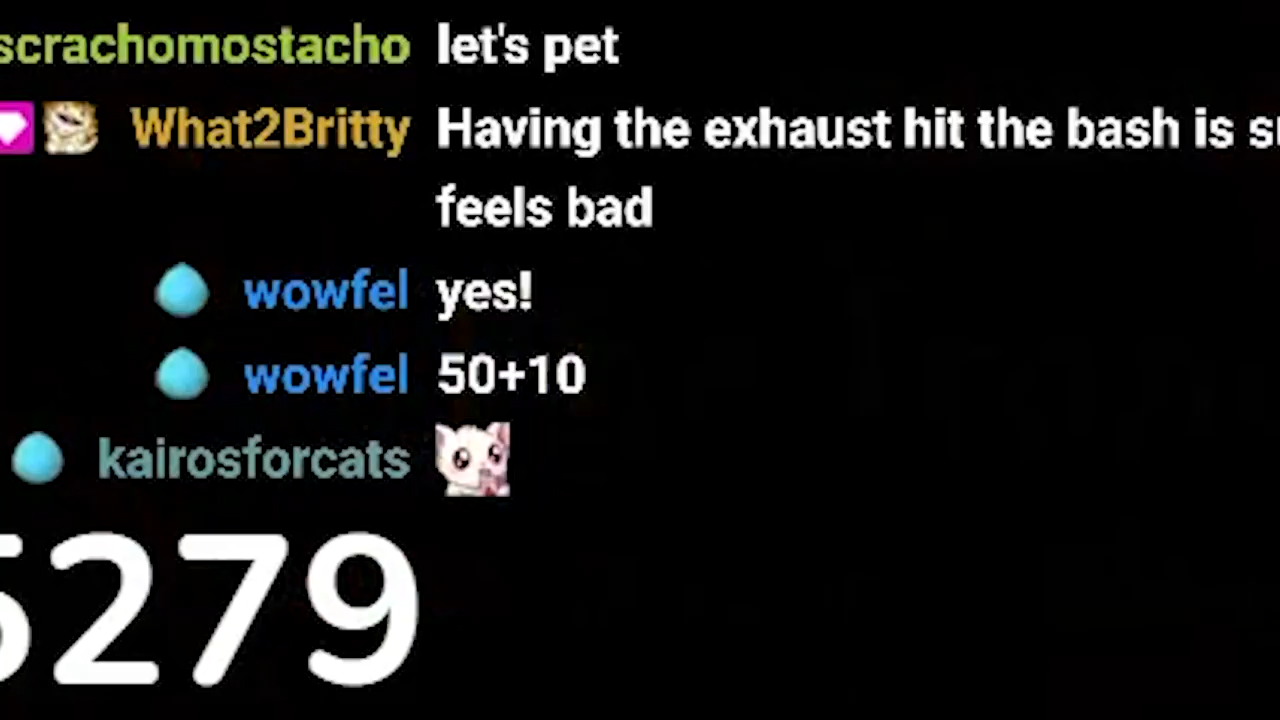 scrachomostacho let's pet
What2Britty Having the exhaust hit the bash is
feels bad
wowfel yes!
wowfel 50+10
kairosforcats
5279